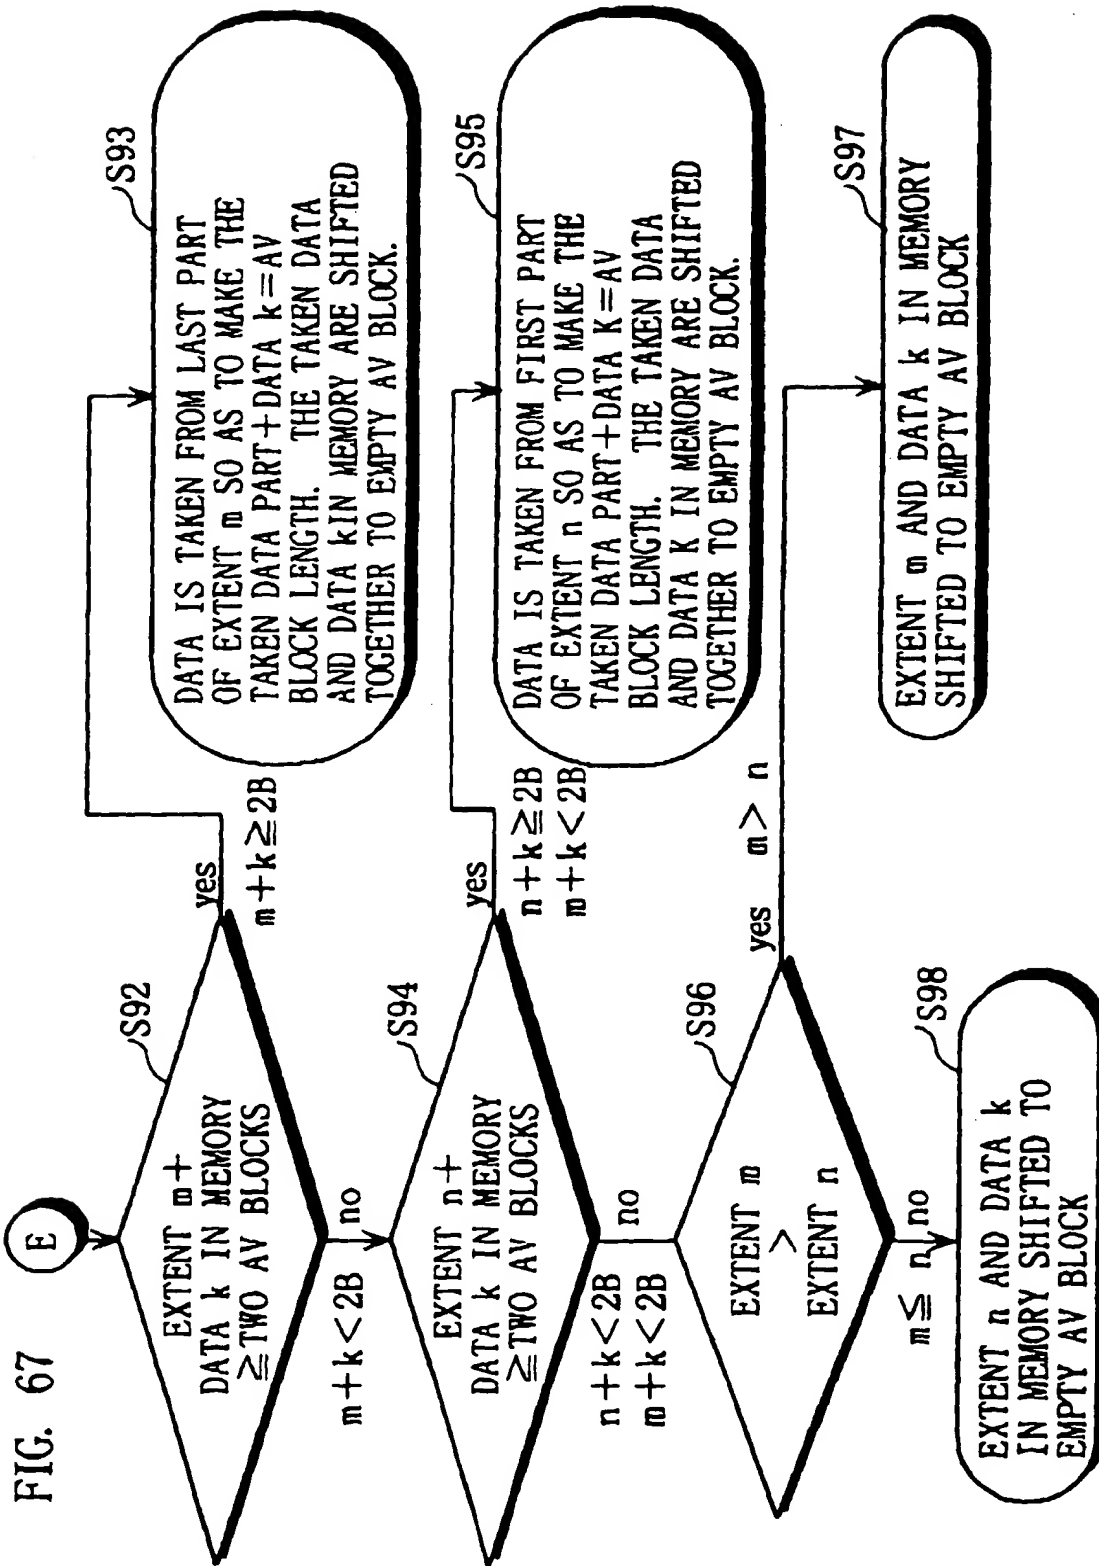 FIG. 67
E
S92
EXTENT m+
DATA k IN MEMORY
≧TWO AV BLOCKS
yes
m+k≧2B
S93
DATA IS TAKEN FROM LAST PART
OF EXTENT m SO AS TO MAKE THE
TAKEN DATA PART+DATA k=AV
BLOCK LENGTH. THE TAKEN DATA
AND DATA kIN MEMORY ARE SHIFTED
TOGETHER TO EMPTY AV BLOCK.
no
m+k<2B
S94
EXTENT n+
DATA k IN MEMORY
≧TWO AV BLOCKS
yes
n+k≧2B
m+k<2B
S95
DATA IS TAKEN FROM FIRST PART
OF EXTENT n SO AS TO MAKE THE
TAKEN DATA PART+DATA K=AV
BLOCK LENGTH. THE TAKEN DATA
AND DATA K IN MEMORY ARE SHIFTED
TOGETHER TO EMPTY AV BLOCK.
no
n+k<2B
m+k<2B
S96
EXTENT m
>
EXTENT n
yes m> n
S97
EXTENT m AND DATA k IN MEMORY
SHIFTED TO EMPTY AV BLOCK
m≦ n no
S98
EXTENT n AND DATA k
IN MEMORY SHIFTED TO
EMPTY AV BLOCK